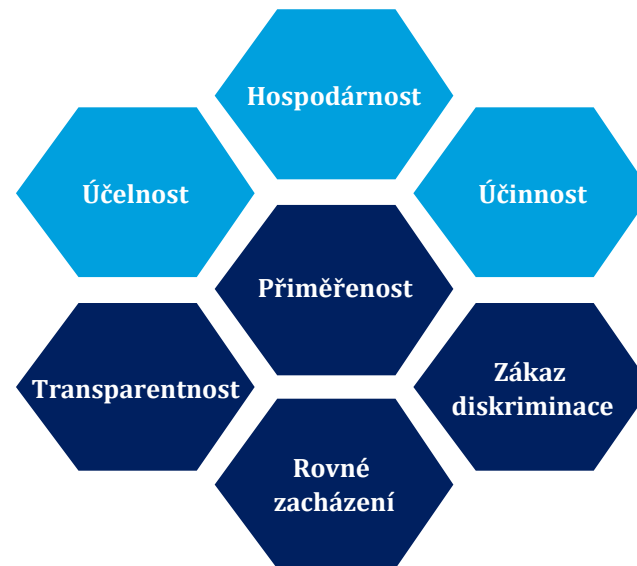 Hospodárnost
Účelnost
Účinnost
Přiměřenost
Transparentnost
Zákaz
diskriminace
Rovné
zacházení